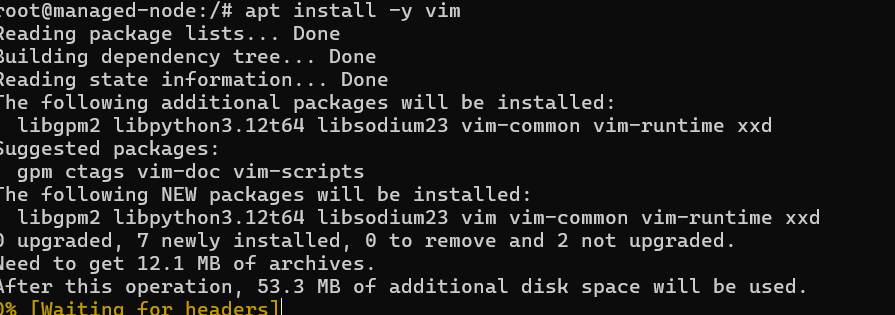 root@managed-node:/# apt install -y vim
Reading package lists... Done
Building dependency tree... Done
Reading state information... Done
The following additional packages will be installed:
  libgpm2 libpython3.12t64 libsodium23 vim-common vim-runtime xxd
Suggested packages:
  gpm ctags vim-doc vim-scripts
The following NEW packages will be installed:
  libgpm2 libpython3.12t64 libsodium23 vim vim-common vim-runtime xxd
0 upgraded, 7 newly installed, 0 to remove and 2 not upgraded.
Need to get 12.1 MB of archives.
After this operation, 53.3 MB of additional disk space will be used.
0% [Waiting for headers]